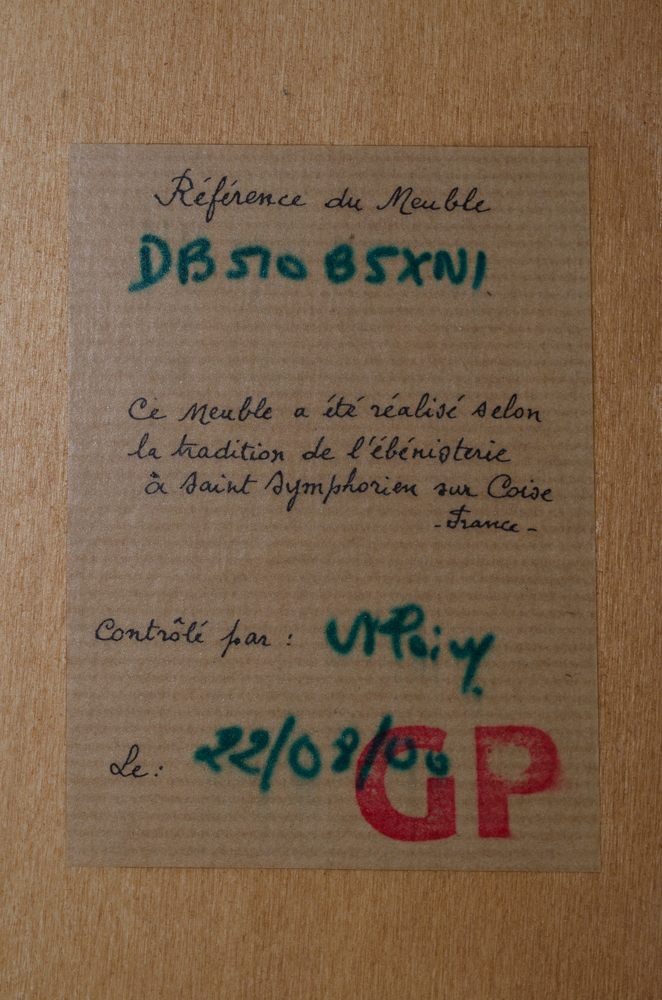 Référence du Meuble
DB 510 B5XN1
Ce Meuble a été réalisé selon
la tradition de l'ébénisterie
à Saint Symphorien sur Coise
- France -
Contrôlé par :
Le : 22/08/00
GP